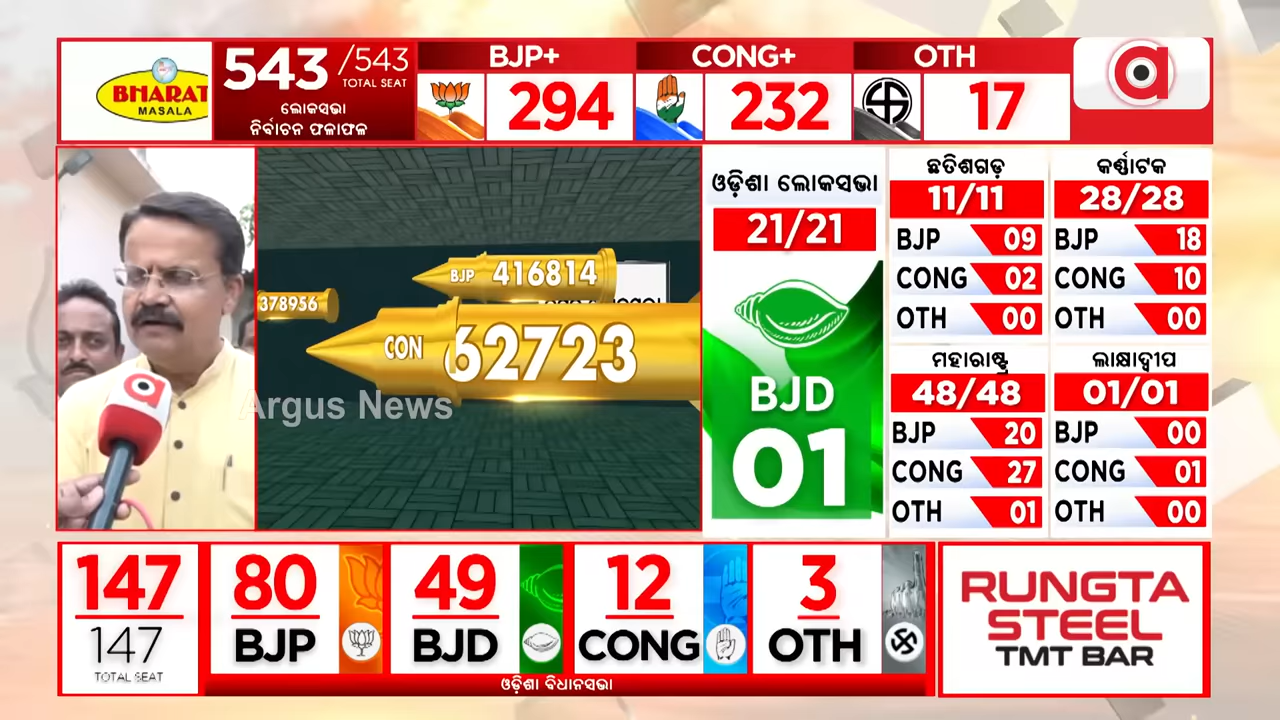 BHARAT
MASALA
543 /543
TOTAL SEAT
ଲୋକସଭା
ନିର୍ବାଚନ ଫଳାଫଳ
BJP+
294
CONG+
232
OTH
17
a
378956
BJP 416814
CON 62723
Argus News
ଓଡ଼ିଶା ଲୋକସଭା
21/21
BJD
01
ଛତିଶଗଡ଼
11/11
BJP 09
CONG 02
OTH 00
କର୍ଣ୍ଣାଟକ
28/28
BJP 18
CONG 10
OTH 00
ମହାରାଷ୍ଟ୍ର
48/48
BJP 20
CONG 27
OTH 01
ଲାକ୍ଷାଦ୍ୱୀପ
01/01
BJP 00
CONG 01
OTH 00
147
147
TOTAL SEAT
80
BJP
49
BJD
12
CONG
3
OTH
ଓଡ଼ିଶା ବିଧାନସଭା
RUNGTA
STEEL
TMT BAR